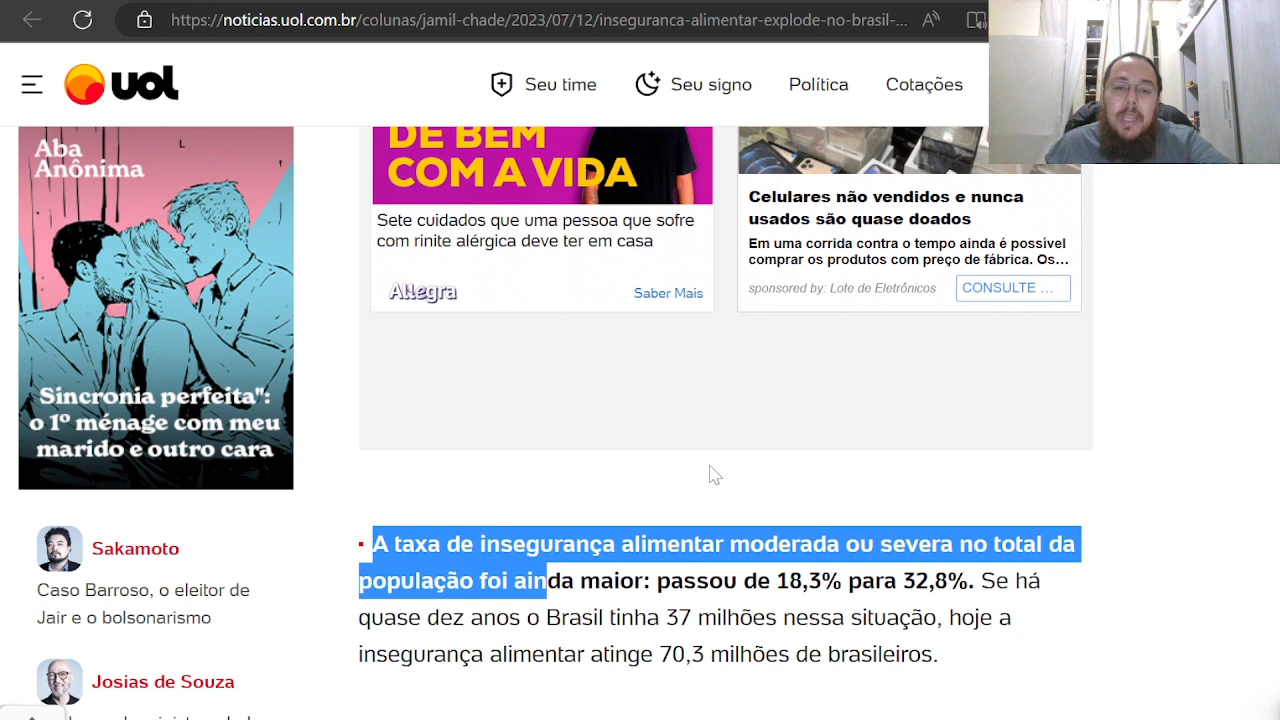 https://noticias.uol.com.br/colunas/jamil-chade/2023/07/12/inseguranca-alimentar-explode-no-brasil-...
UOL
Seu time
Seu signo
Política
Cotações
Aba
Anônima
Sincronia perfeita":
o 1º ménage com meu
marido e outro cara
DE BEM
COM A VIDA
Sete cuidados que uma pessoa que sofre
com rinite alérgica deve ter em casa
Allegra
Saber Mais
Celulares não vendidos e nunca
usados são quase doados
Em uma corrida contra o tempo ainda é possível
comprar os produtos com preço de fábrica. Os...
sponsored by: Lote de Eletrônicos
CONSULTE ...
Sakamoto
Caso Barroso, o eleitor de
Jair e o bolsonarismo
Josias de Souza
A taxa de insegurança alimentar moderada ou severa no total da
população foi ainda maior: passou de 18,3% para 32,8%. Se há
quase dez anos o Brasil tinha 37 milhões nessa situação, hoje a
insegurança alimentar atinge 70,3 milhões de brasileiros.